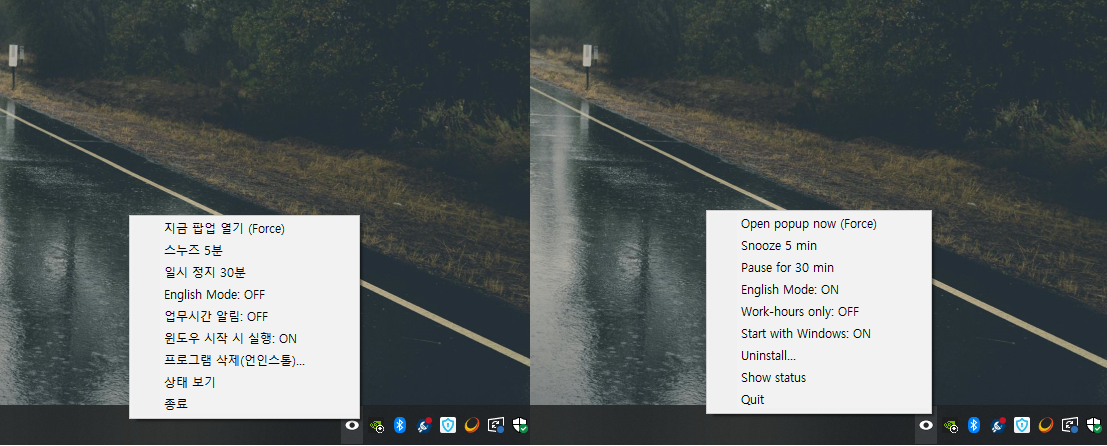 지금 팝업 열기 (Force)
스누즈 5분
일시 정지 30분
English Mode: OFF
업무시간 알림: OFF
윈도우 시작 시 실행: ON
프로그램 삭제(언인스톨)...
상태 보기
종료
Open popup now (Force)
Snooze 5 min
Pause for 30 min
English Mode: ON
Work-hours only: OFF
Start with Windows: ON
Uninstall...
Show status
Quit